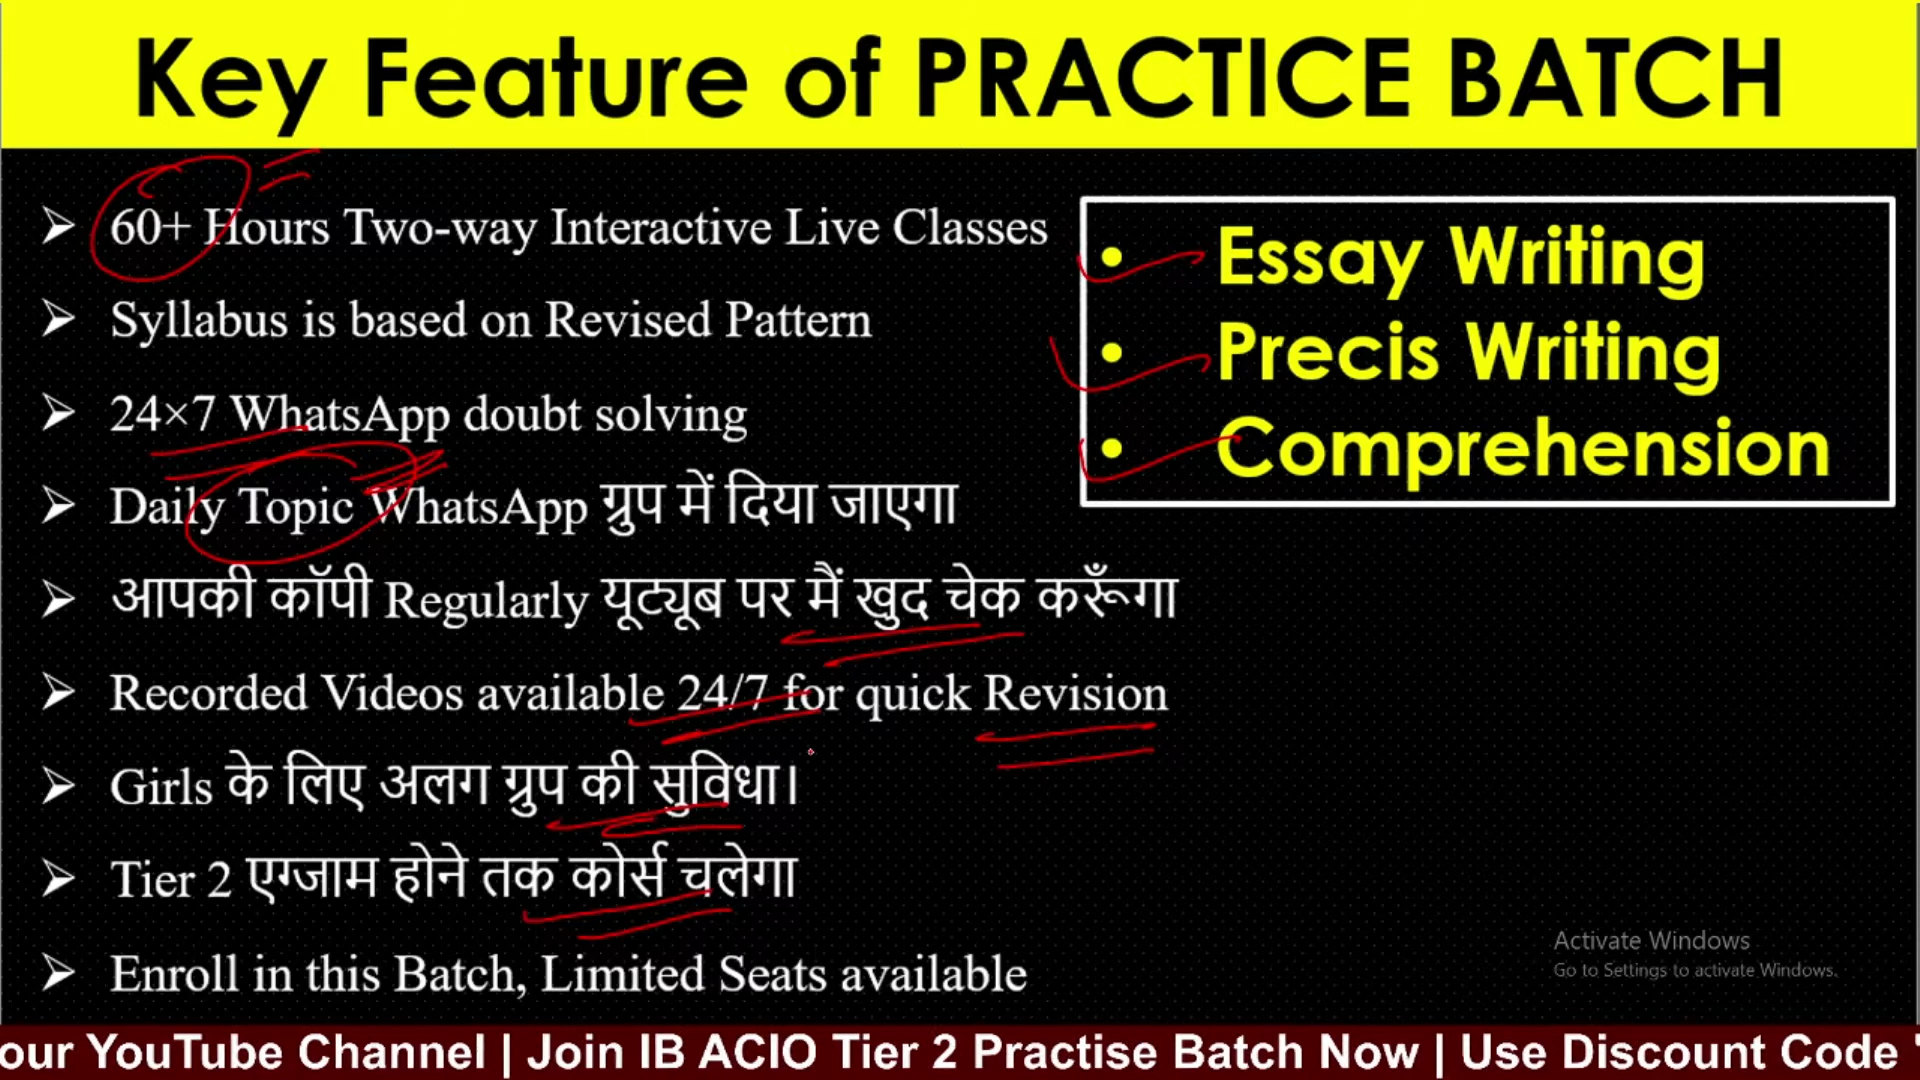 Key Feature of PRACTICE BATCH
➢ 60+ Hours Two-way Interactive Live Classes
➢ Syllabus is based on Revised Pattern
➢ 24×7 WhatsApp doubt solving
➢ Daily Topic WhatsApp ग्रुप में दिया जाएगा
➢ आपकी कॉपी Regularly यूट्यूब पर मैं खुद चेक करूँगा
➢ Recorded Videos available 24/7 for quick Revision
➢ Girls के लिए अलग ग्रुप की सुविधा।
➢ Tier 2 एग्जाम होने तक कोर्स चलेगा
➢ Enroll in this Batch, Limited Seats available
• Essay Writing
• Precis Writing
• Comprehension
Activate Windows
Go to Settings to activate Windows.
our YouTube Channel | Join IB ACIO Tier 2 Practise Batch Now | Use Discount Code '